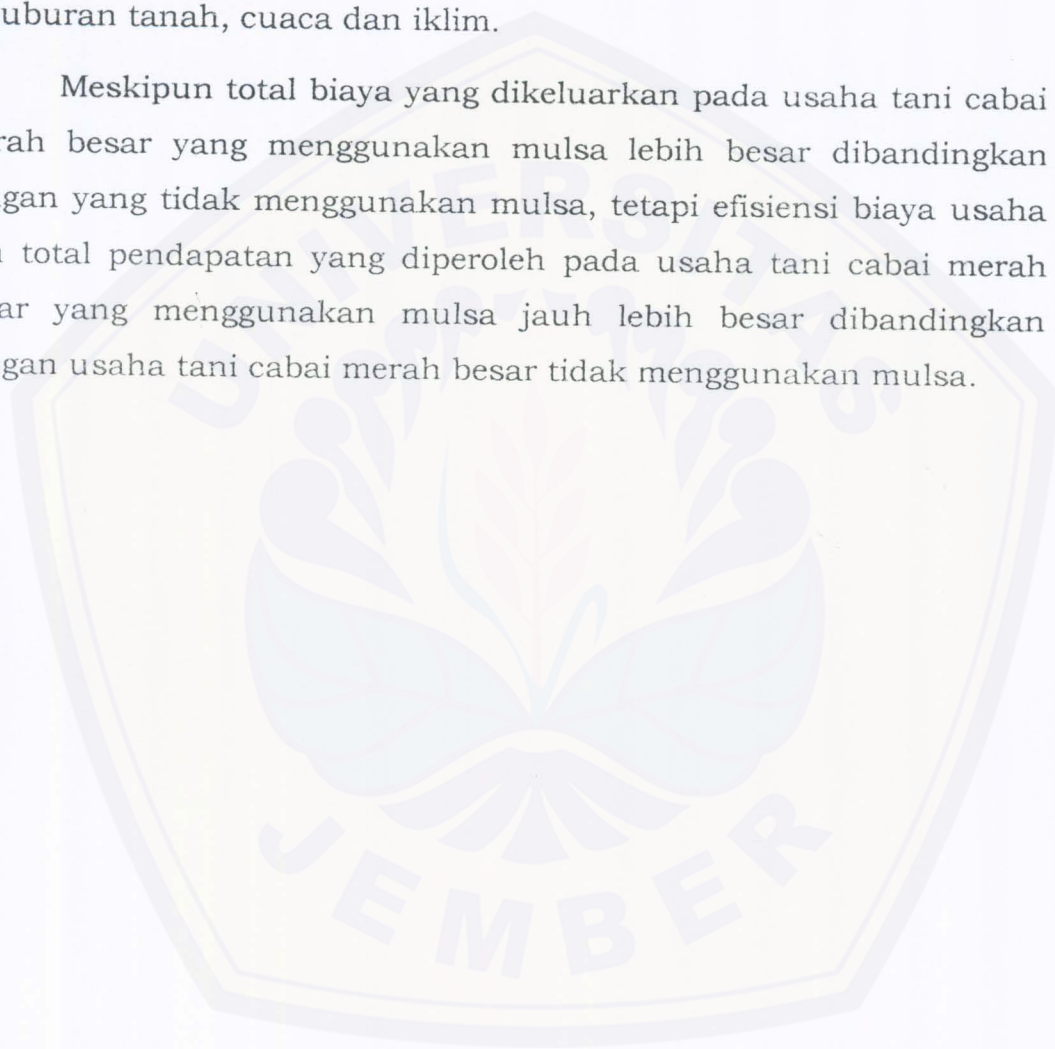 uburan tanah, cuaca dan iklim.
Meskipun total biaya yang dikeluarkan pada usaha tani cabai
rah besar yang menggunakan mulsa lebih besar dibandingkan
gan yang tidak menggunakan mulsa, tetapi efisiensi biaya usaha
total pendapatan yang diperoleh pada usaha tani cabai merah
ar yang menggunakan mulsa jauh lebih besar dibandingkan
gan usaha tani cabai merah besar tidak menggunakan mulsa.
UNIVERSITAS
JEMBER